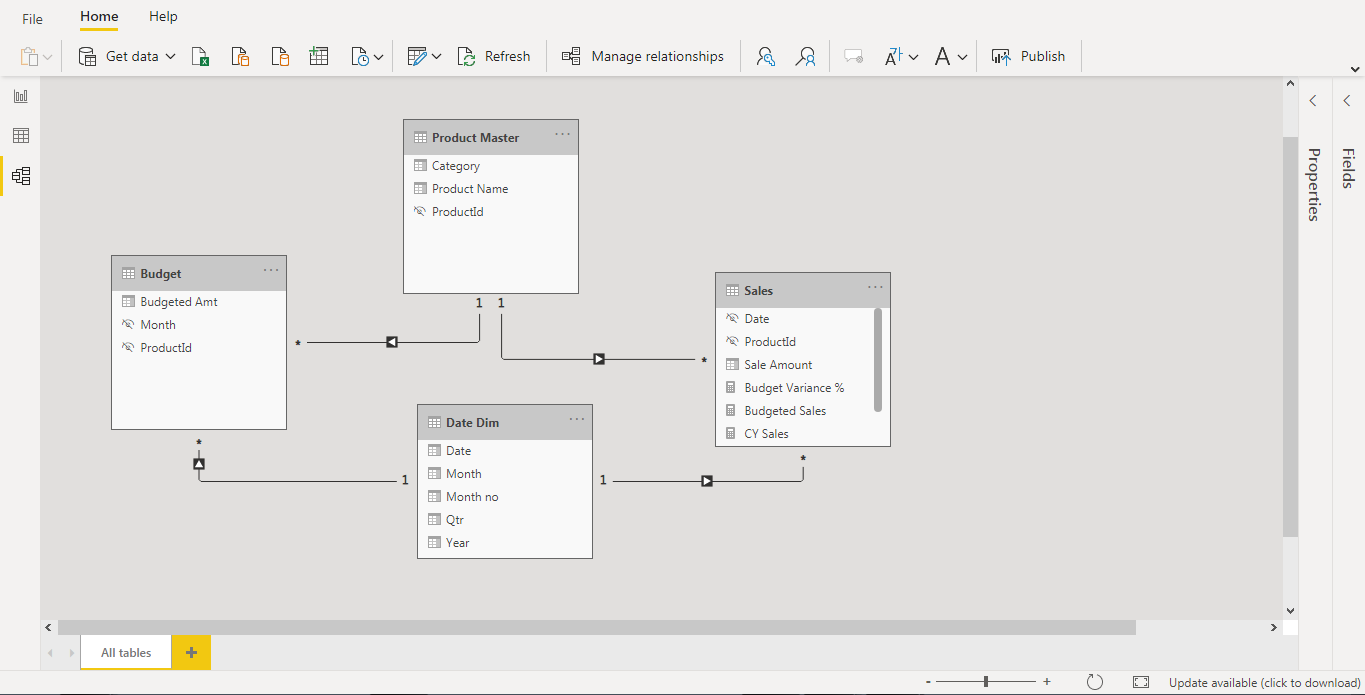 File Home Help
Get data Refresh Manage relationships Publish
Product Master
Category
Product Name
ProductId
Budget
Budgeted Amt
Month
ProductId
Sales
Date
ProductId
Sale Amount
Budget Variance %
Budgeted Sales
CY Sales
1 1
*
*
Date Dim
Date
Month
Month no
Qtr
Year
*
1
1
*
Properties
Fields
All tables +
- + Update available (click to download)